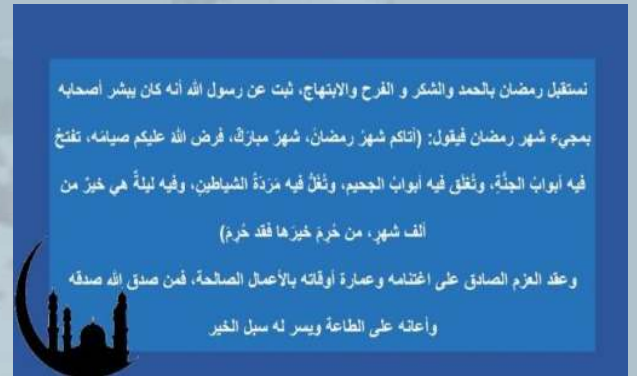 نستقبل رمضان بالحمد والشكر و الفرح والابتهاج، ثبت عن رسول الله أنه كان يبشر أصحابه
بمجيء شهر رمضان فيقول: (أتاكم شهرُ رمضانَ، شهرٌ مبارَكٌ، فرض اللهُ عليكم صيامَه، تفتحُ
فيه أبوابُ الجنَّةِ، وتُغلق فيه أبوابُ الجحيم، وتُغَلُّ فيه مَرَدَةُ الشياطينِ، وفيه ليلةٌ هي خيرٌ من
ألف شهرٍ، من حُرِمَ خيرَها فقد حُرِمَ)
وعقد العزم الصادق على اغتنامه وعمارة أوقاته بالأعمال الصالحة، فمن صدق الله صدقه
وأعانه على الطاعة ويسر له سبل الخير